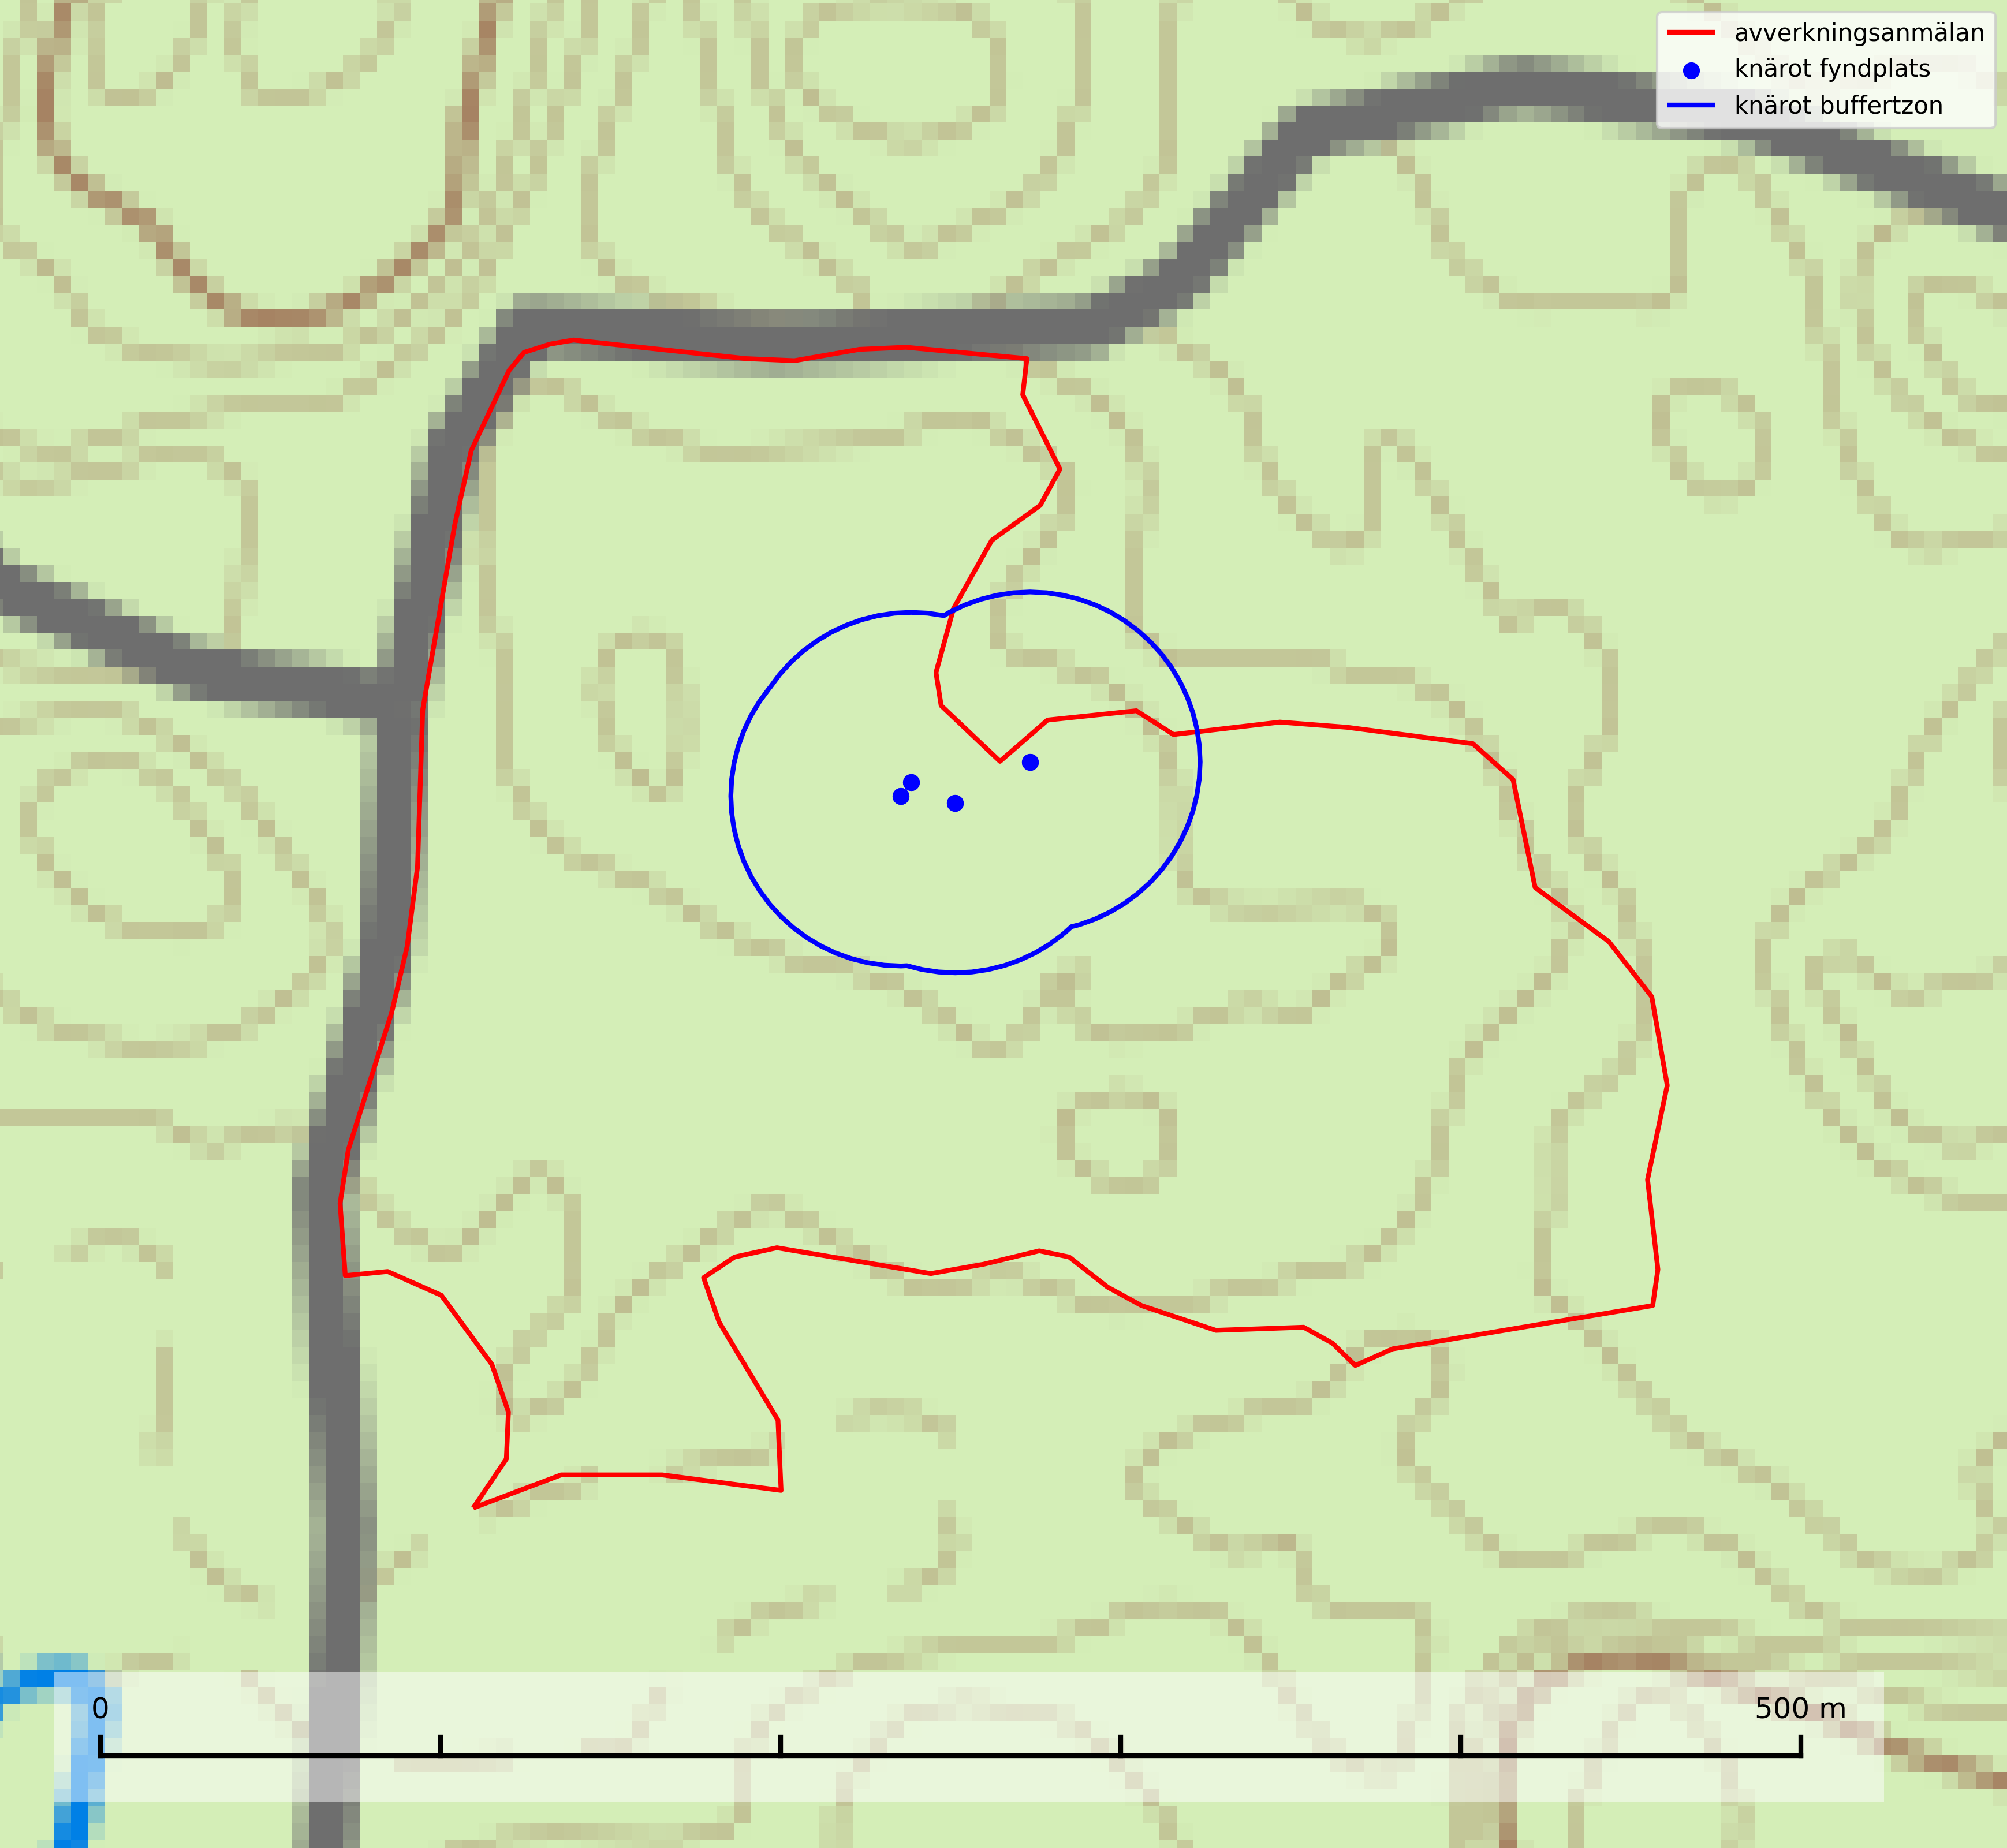 avverkningsanmälan
knärot fyndplats
knärot buffertzon
0
500 m